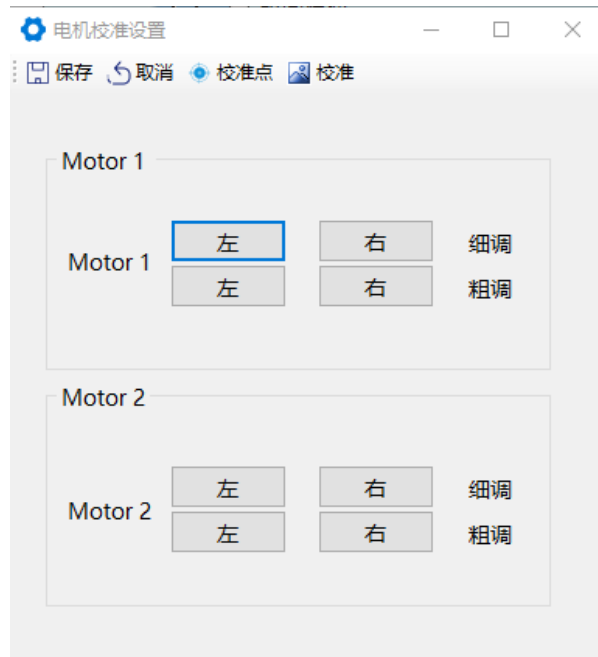 电机校准设置
保存 取消 校准点 校准
Motor 1
左 右 细调
Motor 1
左 右 粗调
Motor 2
左 右 细调
Motor 2
左 右 粗调